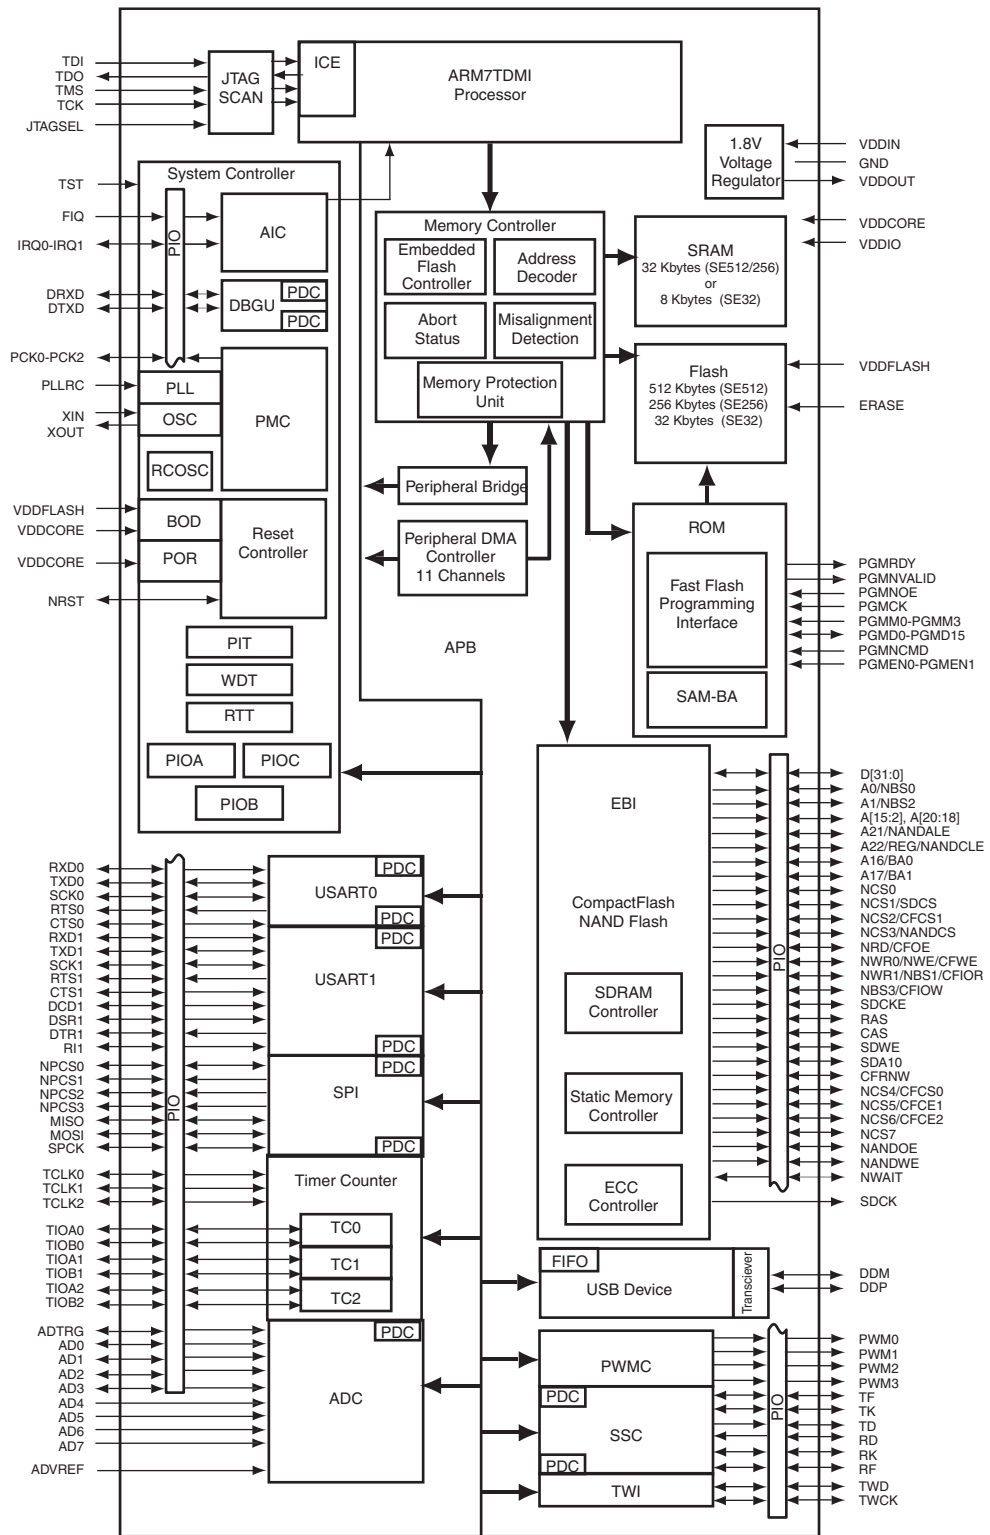 TDI
TDO
TMS
TCK
JTAGSEL
JTAG
SCAN
ICE
ARM7TDMI
Processor
1.8V
Voltage
Regulator
VDDIN
GND
VDDOUT
VDDCORE
VDDIO
System Controller
TST
FIQ
IRQ0-IRQ1
PIO
AIC
DRXD
DTXD
DBGU
PDC
PDC
PCK0-PCK2
PLLRC
PLL
XIN
XOUT
OSC
PMC
RCOSC
VDDFLASH
VDDCORE
BOD
VDDCORE
POR
Reset
Controller
NRST
PIT
WDT
RTT
PIOA
PIOC
PIOB
Memory Controller
Embedded
Flash
Controller
Address
Decoder
Abort
Status
Misalignment
Detection
Memory Protection
Unit
SRAM
32 Kbytes (SE512/256)
or
8 Kbytes (SE32)
Flash
512 Kbytes (SE512)
256 Kbytes (SE256)
32 Kbytes (SE32)
VDDFLASH
ERASE
Peripheral Bridge
Peripheral DMA
Controller
11 Channels
APB
ROM
Fast Flash
Programming
Interface
SAM-BA
PGMRDY
PGMNVALID
PGMNOE
PGMCK
PGMM0-PGMM3
PGMD0-PGMD15
PGMNCMD
PGMEN0-PGMEN1
EBI
CompactFlash
NAND Flash
SDRAM
Controller
Static Memory
Controller
ECC
Controller
PIO
D[31:0]
A0/NBS0
A1/NBS2
A[15:2], A[20:18]
A21/NANDALE
A22/REG/NANDCLE
A16/BA0
A17/BA1
NCS0
NCS1/SDCS
NCS2/CFCS1
NCS3/NANDCS
NRD/CFOE
NWR0/NWE/CFWE
NWR1/NBS1/CFIOR
NBS3/CFIOW
SDCKE
RAS
CAS
SDWE
SDA10
CFRNW
NCS4/CFCS0
NCS5/CFCE1
NCS6/CFCE2
NCS7
NANDOE
NANDWE
NWAIT
SDCK
RXD0
TXD0
SCK0
RTS0
CTS0
RXD1
TXD1
SCK1
RTS1
CTS1
DCD1
DSR1
DTR1
RI1
NPCS0
NPCS1
NPCS2
NPCS3
MISO
MOSI
SPCK
TCLK0
TCLK1
TCLK2
TIOA0
TIOB0
TIOA1
TIOB1
TIOA2
TIOB2
ADTRG
AD0
AD1
AD2
AD3
AD4
AD5
AD6
AD7
ADVREF
PIO
PDC
USART0
PDC
PDC
USART1
PDC
PDC
SPI
PDC
Timer Counter
TC0
TC1
TC2
PDC
ADC
FIFO
USB Device
Transciever
DDM
DDP
PWMC
PDC
SSC
PDC
TWI
PIO
PWM0
PWM1
PWM2
PWM3
TF
TK
TD
RD
RK
RF
TWD
TWCK